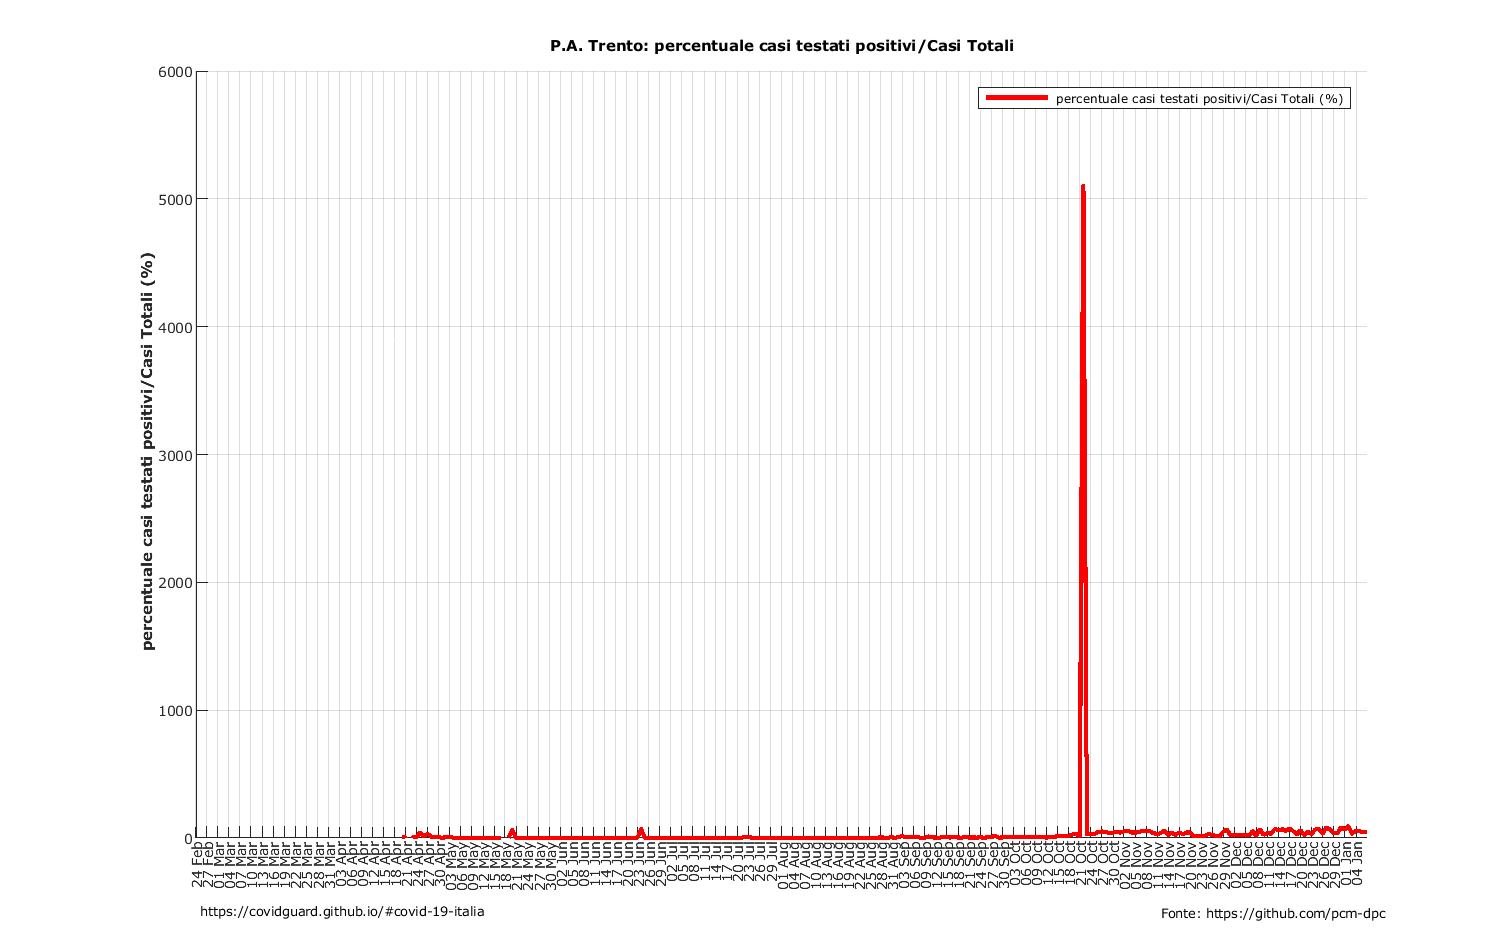 P.A. Trento: percentuale casi testati positivi/Casi Totali
percentuale casi testati positivi/Casi Totali (%)
percentuale casi testati positivi/Casi Totali (%)
6000
5000
4000
3000
2000
1000
0
24 Feb
27 Feb
01 Mar
04 Mar
07 Mar
10 Mar
13 Mar
16 Mar
19 Mar
22 Mar
25 Mar
28 Mar
31 Mar
03 Apr
06 Apr
09 Apr
12 Apr
15 Apr
18 Apr
21 Apr
24 Apr
27 Apr
30 Apr
03 May
06 May
09 May
12 May
15 May
18 May
21 May
24 May
27 May
30 May
02 Jun
05 Jun
08 Jun
11 Jun
14 Jun
17 Jun
20 Jun
23 Jun
26 Jun
29 Jun
02 Jul
05 Jul
08 Jul
11 Jul
14 Jul
17 Jul
20 Jul
23 Jul
26 Jul
29 Jul
01 Aug
04 Aug
07 Aug
10 Aug
13 Aug
16 Aug
19 Aug
22 Aug
25 Aug
28 Aug
31 Aug
03 Sep
06 Sep
09 Sep
12 Sep
15 Sep
18 Sep
21 Sep
24 Sep
27 Sep
30 Sep
03 Oct
06 Oct
09 Oct
12 Oct
15 Oct
18 Oct
21 Oct
24 Oct
27 Oct
30 Oct
02 Nov
05 Nov
08 Nov
11 Nov
14 Nov
17 Nov
20 Nov
23 Nov
26 Nov
29 Nov
02 Dec
05 Dec
08 Dec
11 Dec
14 Dec
17 Dec
20 Dec
23 Dec
26 Dec
29 Dec
01 Jan
04 Jan
https://covidguard.github.io/#covid-19-italia
Fonte: https://github.com/pcm-dpc